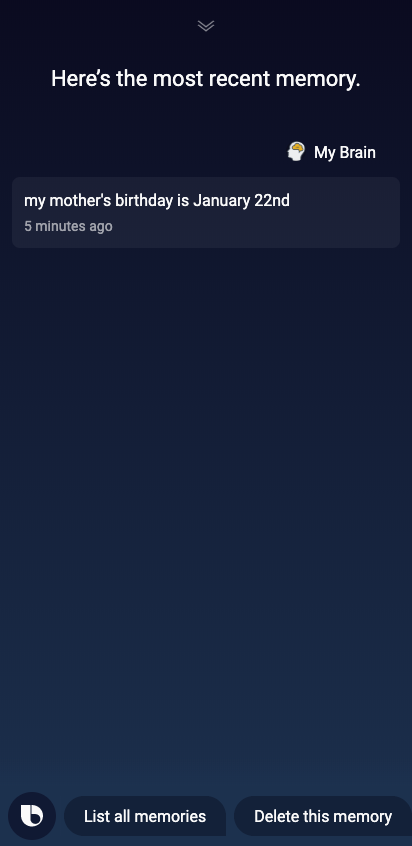 Here’s the most recent memory.
My Brain
my mother's birthday is January 22nd
5 minutes ago
List all memories
Delete this memory